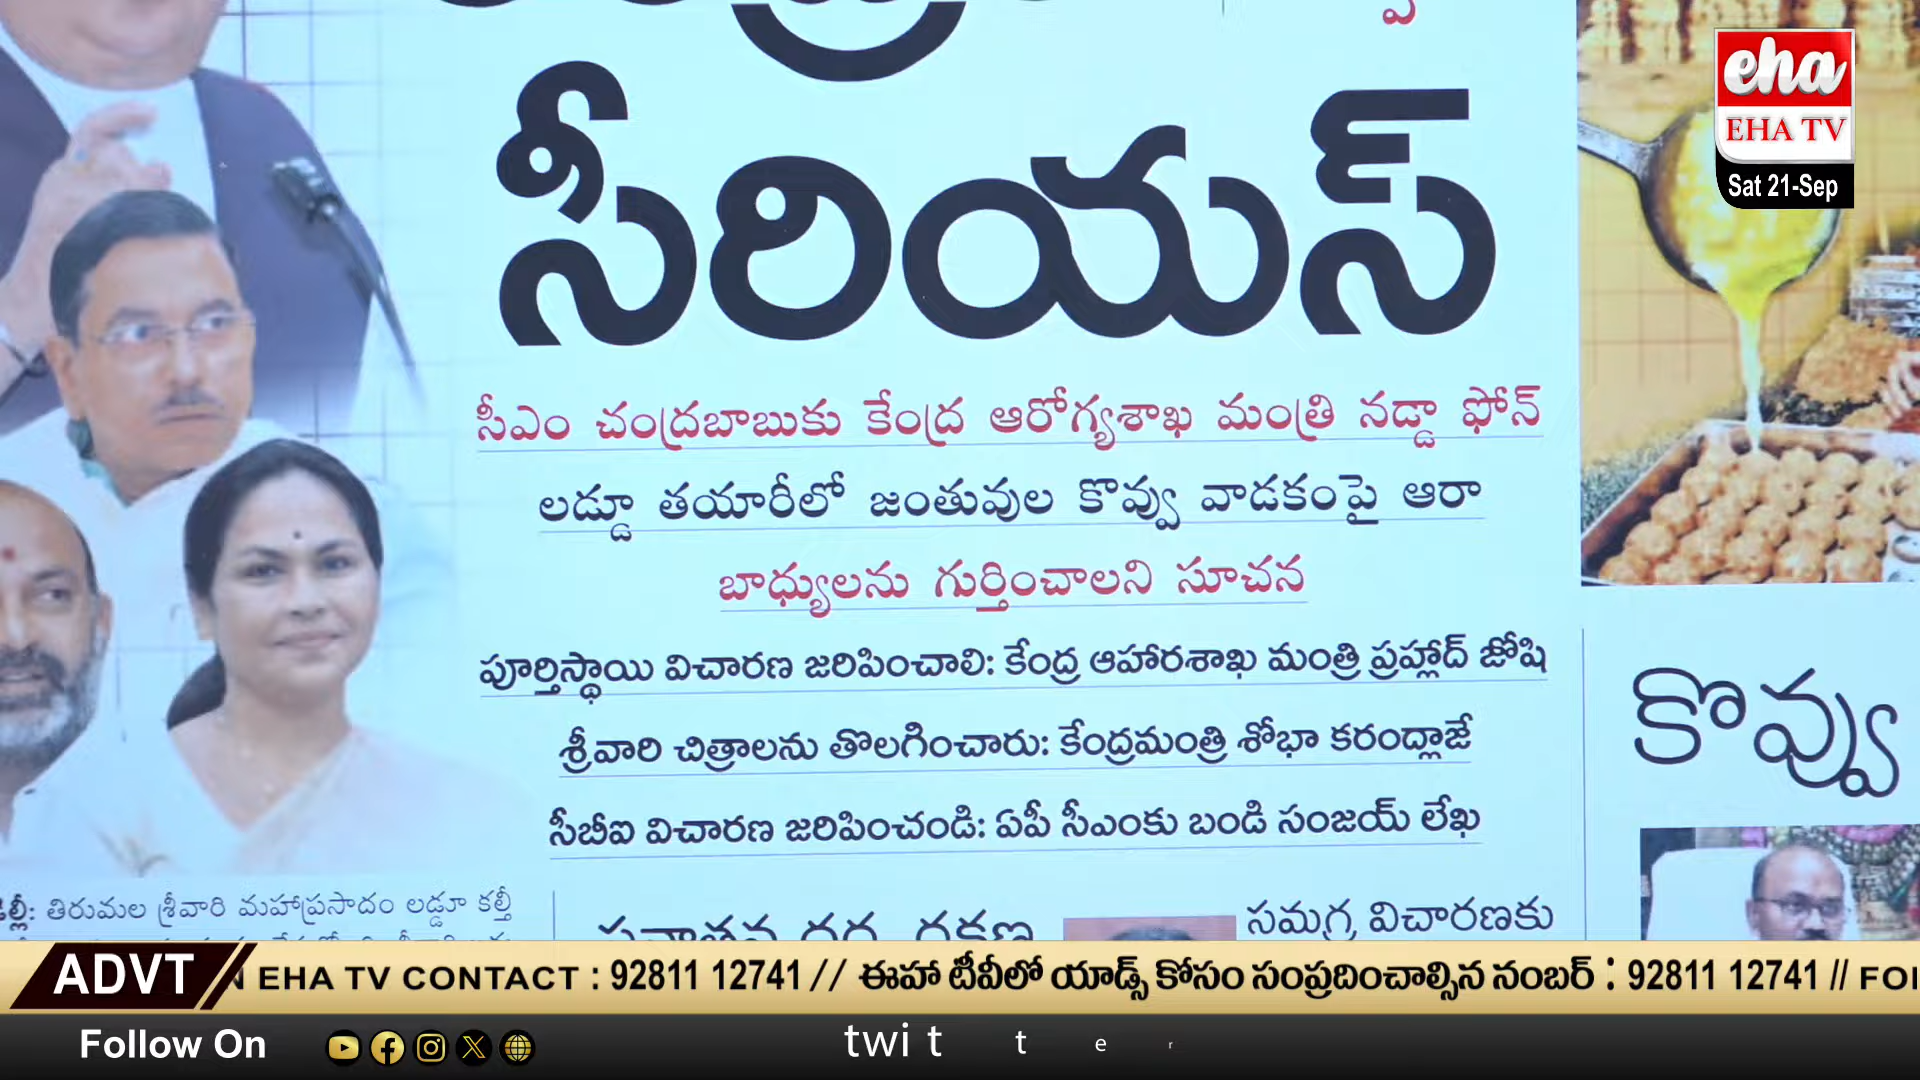 సీరియస్
సీఎం చంద్రబాబుకు కేంద్ర ఆరోగ్యశాఖ మంత్రి నడ్డా ఫోన్
లడ్డూ తయారీలో జంతువుల కొవ్వు వాడకంపై ఆరా
బాధ్యులను గుర్తించాలని సూచన
పూర్తిస్థాయి విచారణ జరిపించాలి: కేంద్ర ఆహారశాఖ మంత్రి ప్రహ్లాద్ జోషి
శ్రీవారి చిత్రాలను తొలగించారు: కేంద్రమంత్రి శోభా కరంద్లాజే
సీబీఐ విచారణ జరిపించండి: ఏపీ సీఎంకు బండి సంజయ్ లేఖ
తిరుమల శ్రీవారి మహాప్రసాదం లడ్డూ కల్తీ
సమగ్ర విచారణకు
కొవ్వు
eha
EHA TV
Sat 21-Sep
ADVT
EHA TV CONTACT : 92811 12741 // ఈహా టీవీలో యాడ్స్ కోసం సంప్రదించాల్సిన నంబర్ : 92811 12741 //
Follow On
twitter